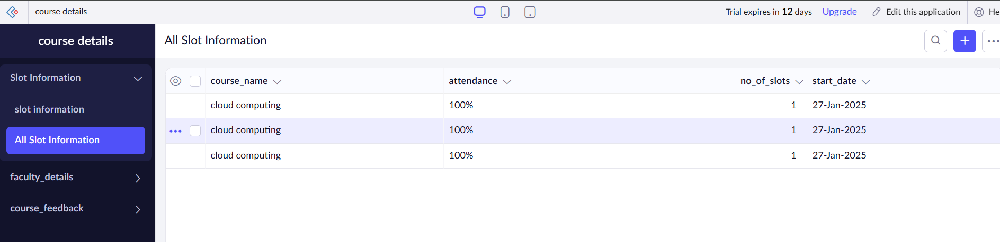 course details
Trial expires in 12 days Upgrade Edit this application He
course details
Slot Information
slot information
All Slot Information
faculty_details
course_feedback
All Slot Information
course_name attendance no_of_slots start_date
cloud computing 100% 1 27-Jan-2025
cloud computing 100% 1 27-Jan-2025
cloud computing 100% 1 27-Jan-2025